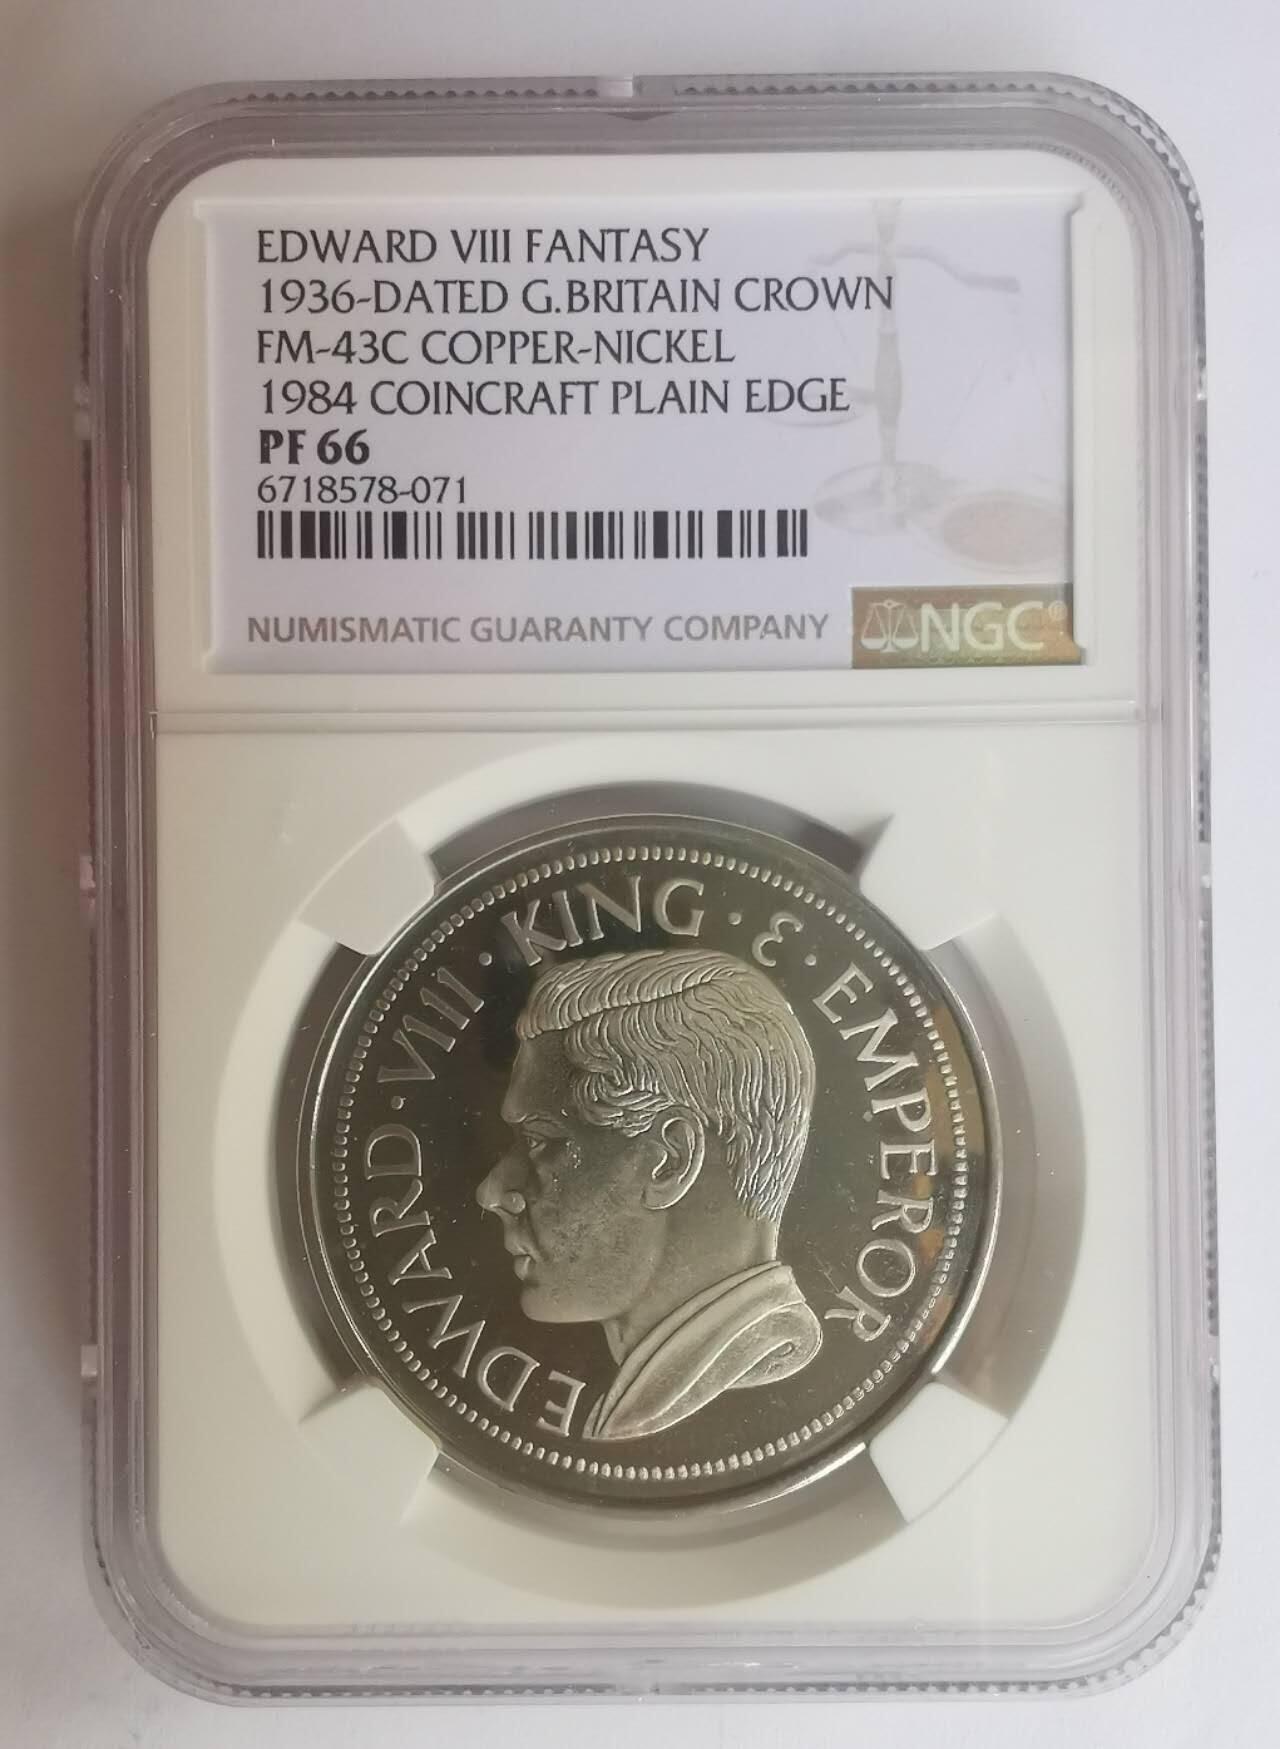 EDWARD VIII FANTASY
1936-DATED G.BRITAIN CROWN
FM-43C COPPER-NICKEL
1984 COINCRAFT PLAIN EDGE
PF 66
6718578-071
NUMISMATIC GUARANTY COMPANY
NGC®
EDWARD·VIII·KING·&·EMPEROR